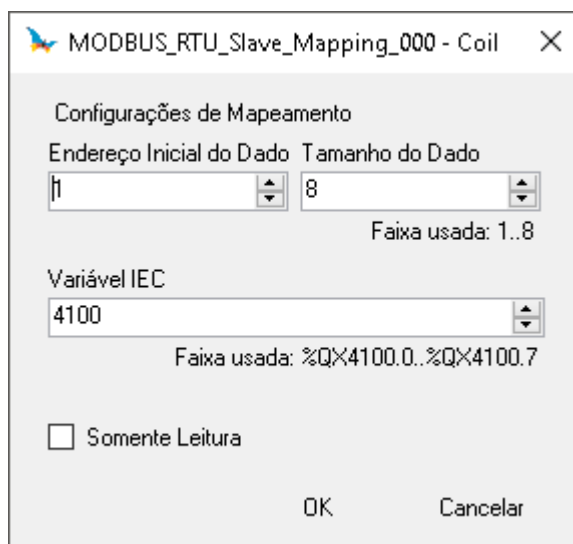 MODBUS_RTU_Slave_Mapping_000 - Coil
Configurações de Mapeamento
Endereço Inicial do Dado Tamanho do Dado
1 8
Faixa usada: 1..8
Variável IEC
4100
Faixa usada: %QX4100.0..%QX4100.7
Somente Leitura
OK Cancelar